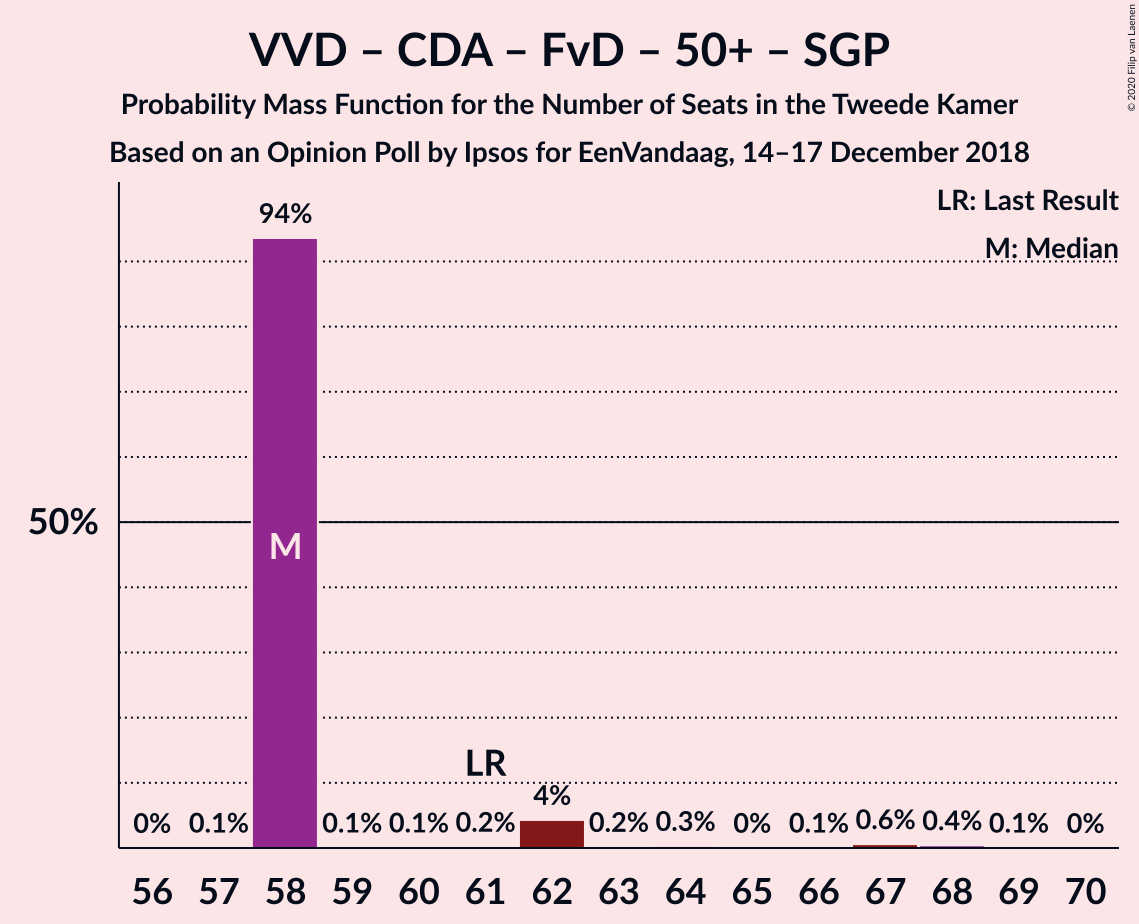 VVD – CDA – FvD – 50+ – SGP
Probability Mass Function for the Number of Seats in the Tweede Kamer
Based on an Opinion Poll by Ipsos for EenVandaag, 14–17 December 2018
© 2020 Filip van Laenen
LR: Last Result
M: Median
94%
50%
M
LR
0% 0.1% 0.1% 0.1% 0.2% 4% 0.2% 0.3% 0% 0.1% 0.6% 0.4% 0.1% 0%
56 57 58 59 60 61 62 63 64 65 66 67 68 69 70